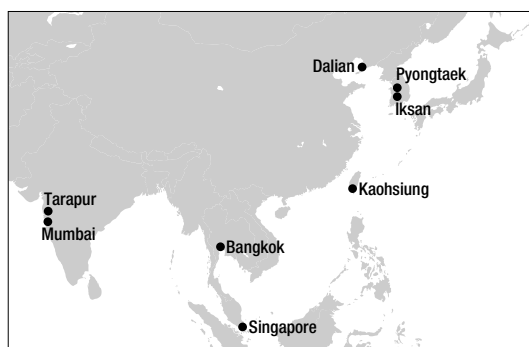 Dalian
Pyongtaek
Iksan
Kaohsiung
Tarapur
Mumbai
Bangkok
Singapore